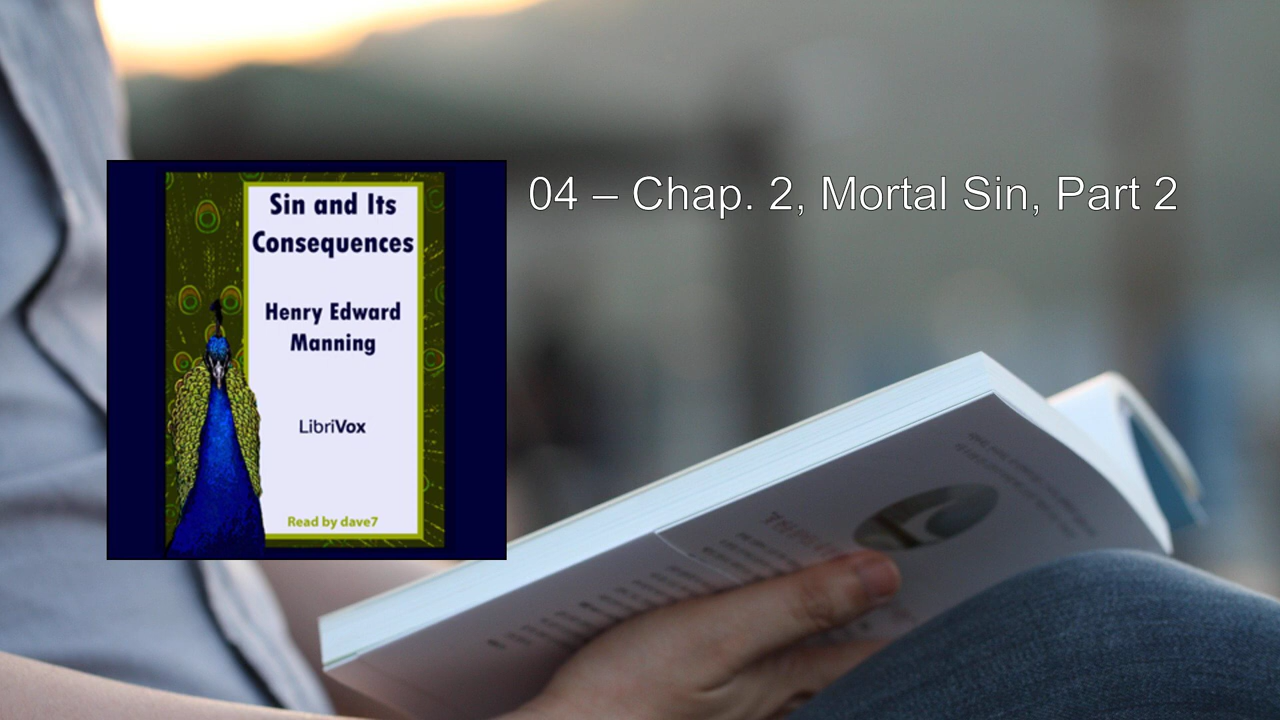 Sin and Its
Consequences
Henry Edward
Manning
LibriVox
Read by dave7
04 – Chap. 2, Mortal Sin, Part 2